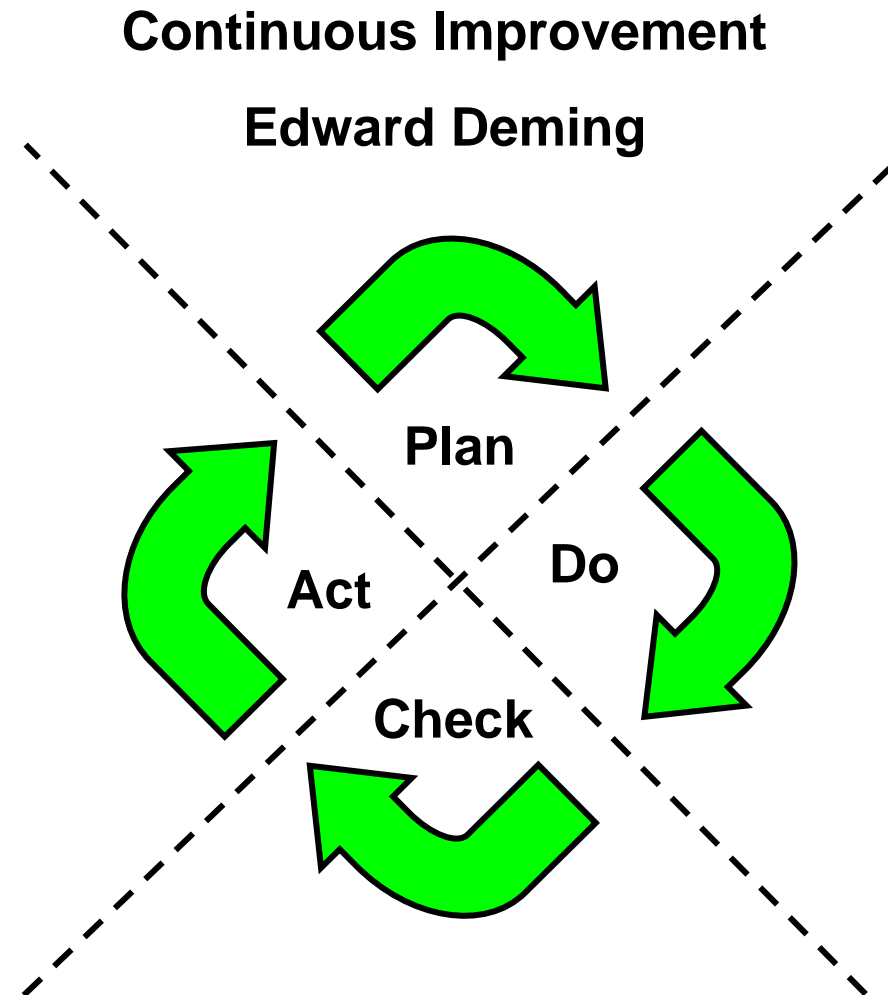 Continuous Improvement
Edward Deming
Plan
Do
Act
Check